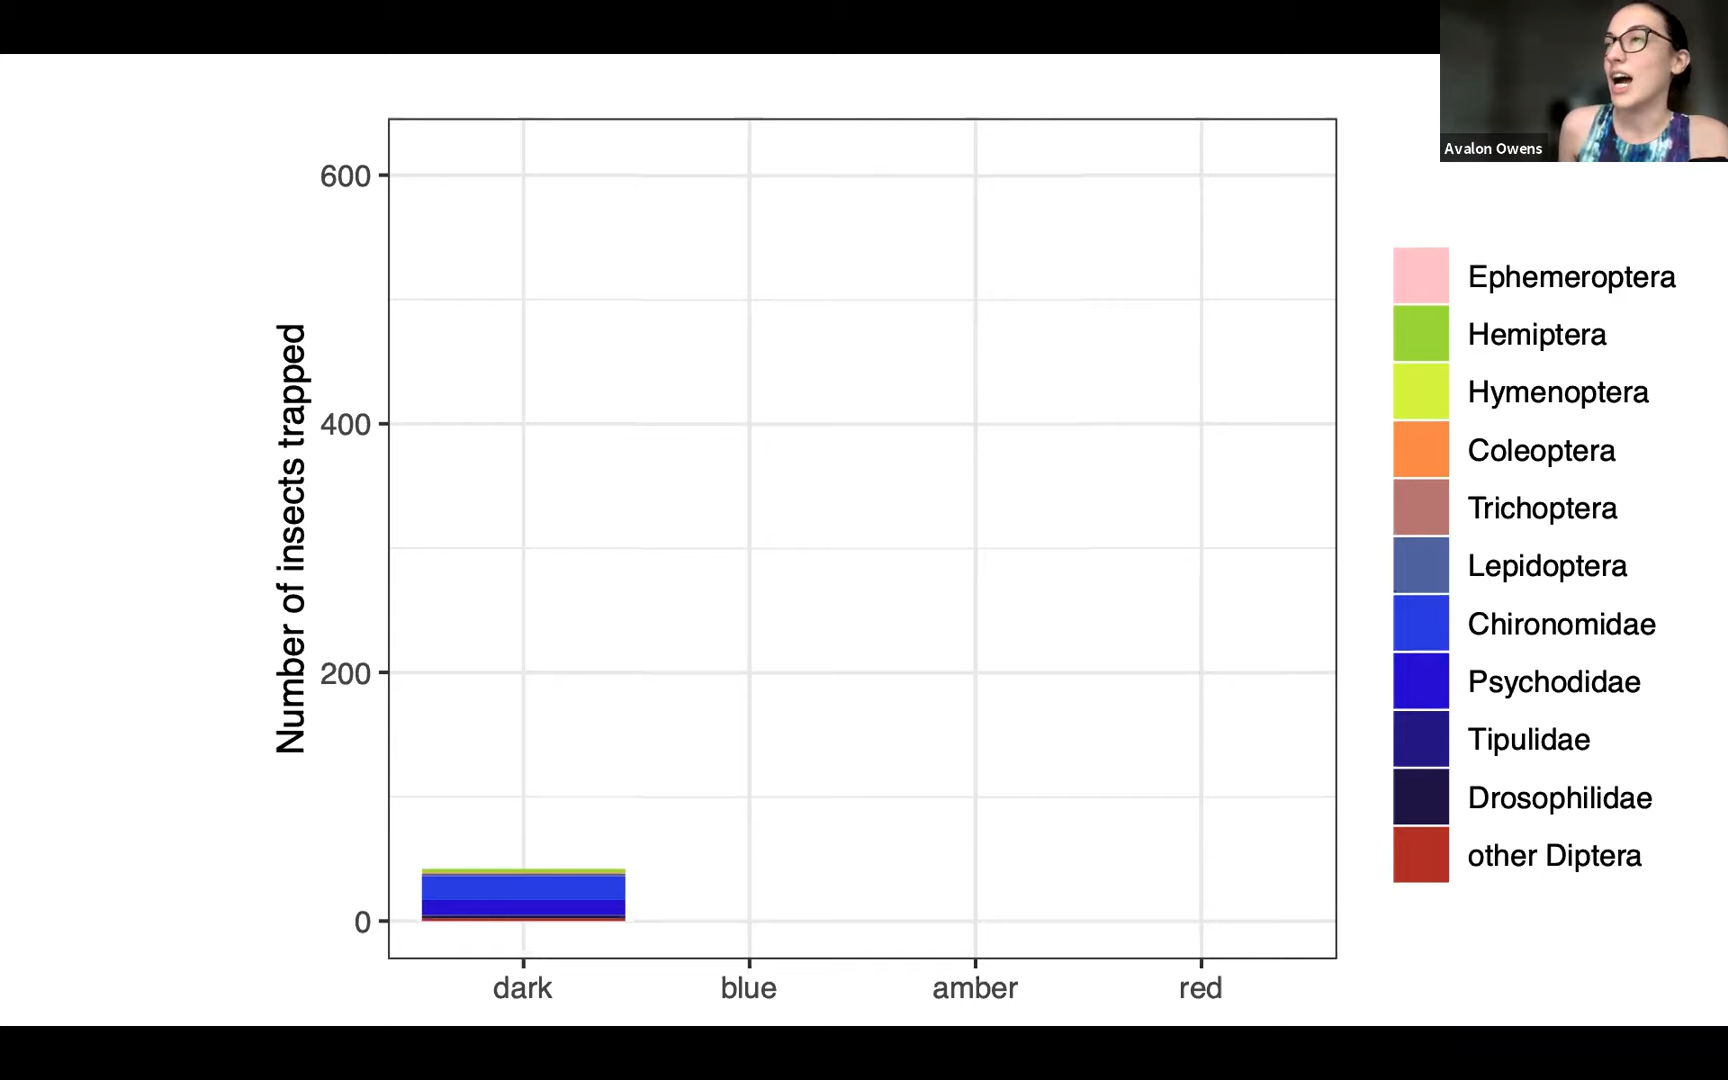 Avalon Owens
Number of insects trapped
600
400
200
0
dark
blue
amber
red
Ephemeroptera
Hemiptera
Hymenoptera
Coleoptera
Trichoptera
Lepidoptera
Chironomidae
Psychodidae
Tipulidae
Drosophilidae
other Diptera